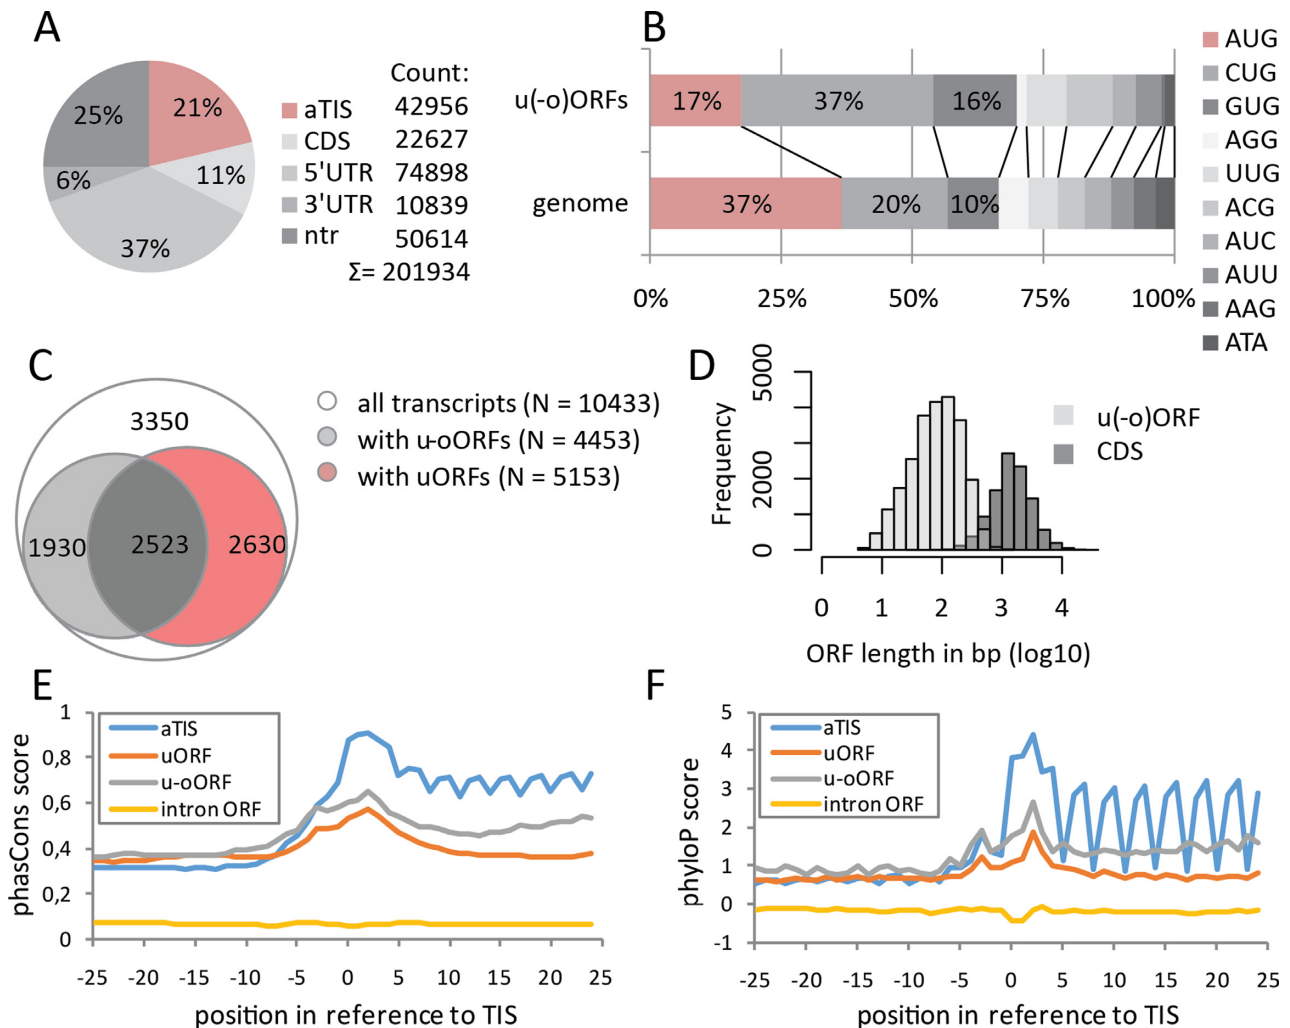 A
25%
21%
11%
6%
37%
Count:
aTIS 42956
CDS 22627
5'UTR 74898
3'UTR 10839
ntr 50614
Σ= 201934
B
u(-o)ORFs 17% 37% 16%
genome 37% 20% 10%
0% 25% 50% 75% 100%
AUG
CUG
GUG
AGG
UUG
ACG
AUC
AUU
AAG
ATA
C
3350
1930 2523 2630
all transcripts (N = 10433)
with u-oORFs (N = 4453)
with uORFs (N = 5153)
D
Frequency
5000
2000
0
u(-o)ORF
CDS
0 1 2 3 4
ORF length in bp (log10)
E
phasCons score
1
0,8
0,6
0,4
0,2
0
aTIS
uORF
u-oORF
intron ORF
-25 -20 -15 -10 -5 0 5 10 15 20 25
position in reference to TIS
F
phyloP score
5
4
3
2
1
0
-1
aTIS
uORF
u-oORF
intron ORF
-25 -20 -15 -10 -5 0 5 10 15 20 25
position in reference to TIS